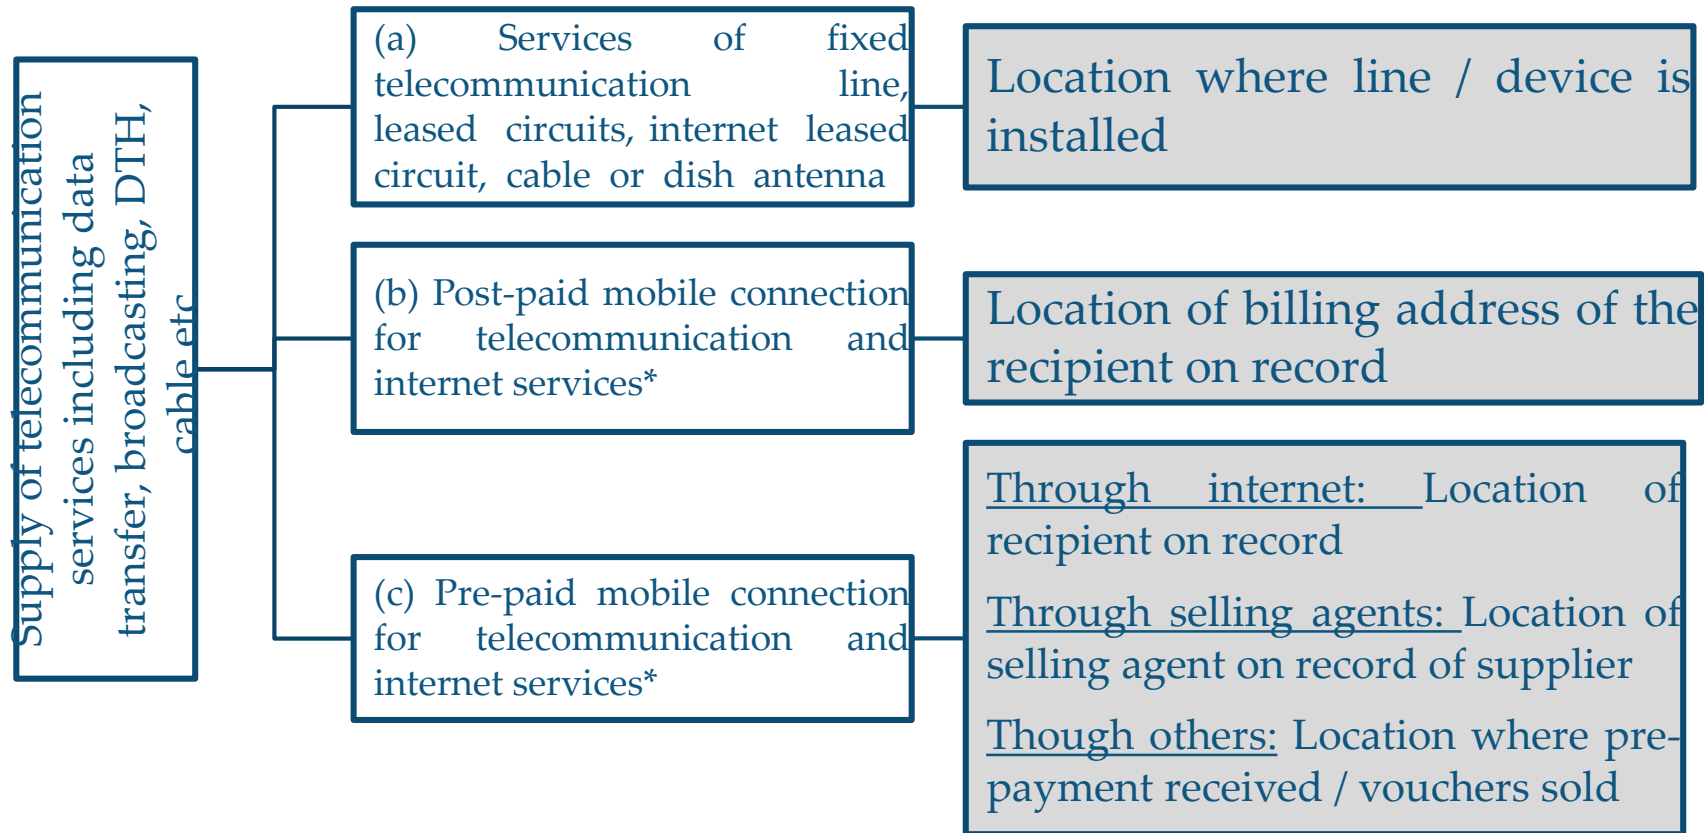 Supply of telecommunication
services including data
transfer, broadcasting, DTH,
cable etc
(a) Services of fixed
telecommunication line,
leased circuits, internet leased
circuit, cable or dish antenna
Location where line / device is
installed
(b) Post-paid mobile connection
for telecommunication and
internet services*
Location of billing address of the
recipient on record
(c) Pre-paid mobile connection
for telecommunication and
internet services*
Through internet: Location of
recipient on record
Through selling agents: Location of
selling agent on record of supplier
Though others: Location where pre-
payment received / vouchers sold